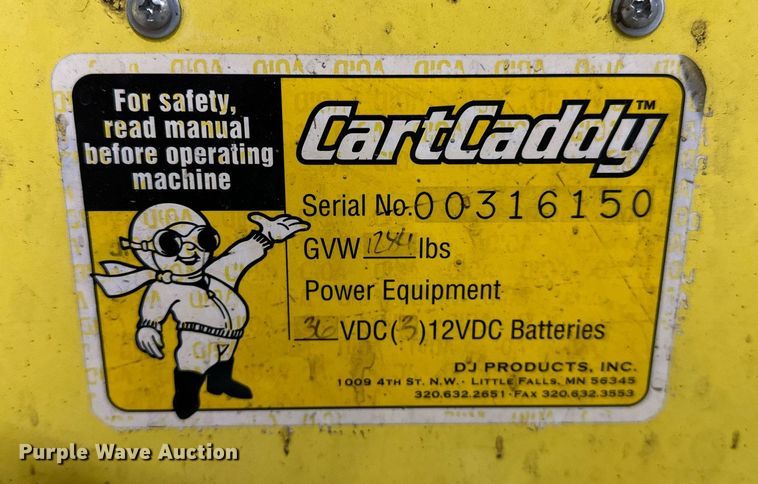 For safety,
read manual
before operating
machine
CartCaddy™
Serial No. 00316150
GVW 1244 lbs
Power Equipment
36 VDC (3) 12VDC Batteries
DJ PRODUCTS, INC.
1009 4TH ST. N.W. · LITTLE FALLS, MN 56345
320.632.2651 · FAX 320.632.3553
Purple Wave Auction